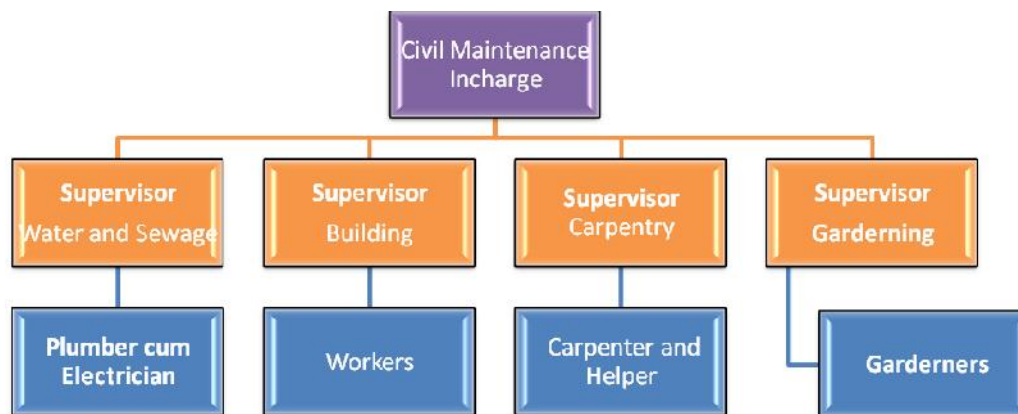 Civil Maintenance
Incharge
Supervisor
Water and Sewage
Supervisor
Building
Supervisor
Carpentry
Supervisor
Garderning
Plumber cum
Electrician
Workers
Carpenter and
Helper
Garderners